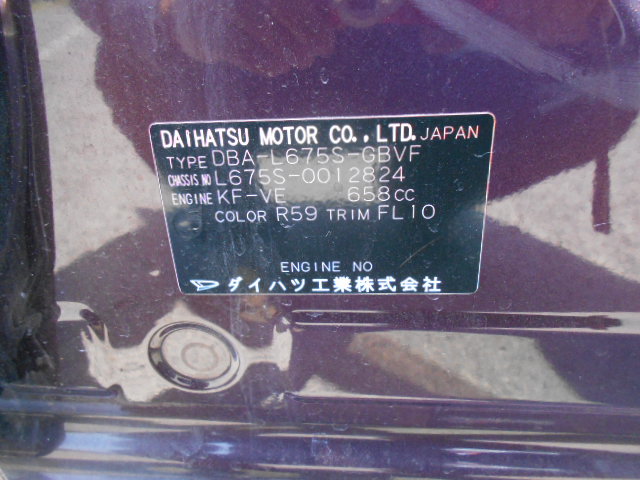 DAIHATSU MOTOR CO.,LTD. JAPAN
TYPE DBA-L675S-GBVF
CHASSIS NO L675S-0012824
ENGINE KF-VE 658CC
COLOR R59 TRIM FL10
ENGINE NO
ダイハツ工業株式会社